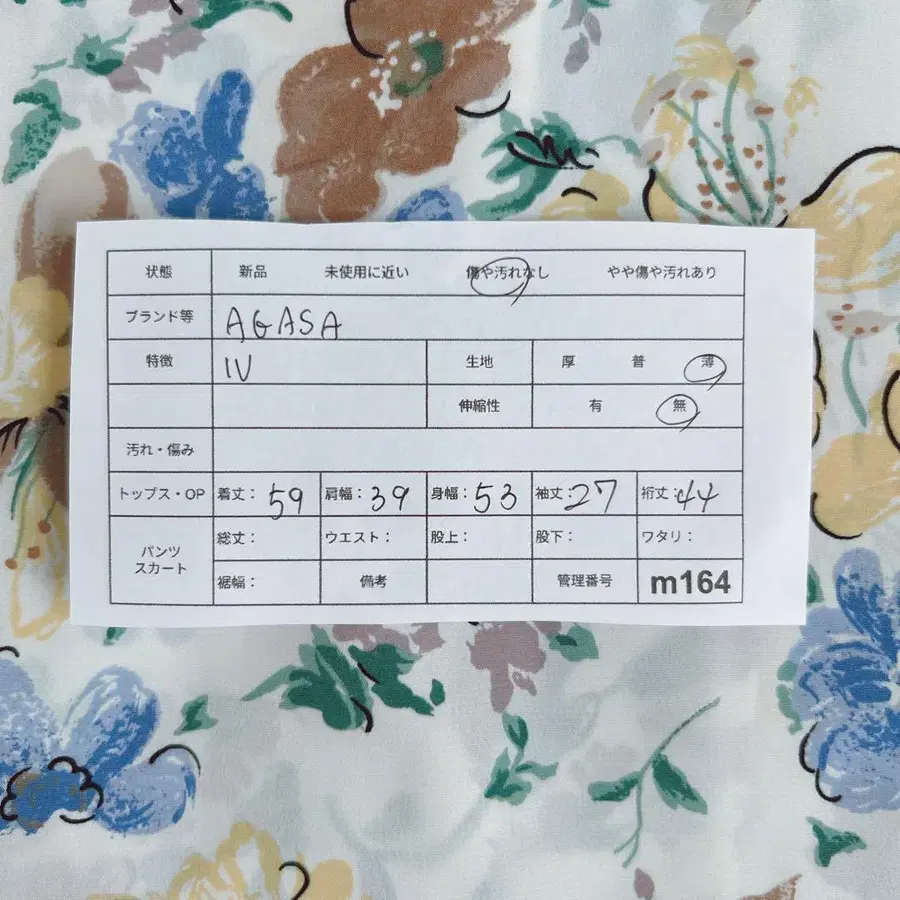 状態 新品 未使用に近い 傷や汚れなし やや傷や汚れあり
ブランド等 AGASA
特徴 IV 生地 厚 普 薄
伸縮性 有 無
汚れ・傷み
トップス・OP 着丈: 59 肩幅: 39 身幅: 53 袖丈: 27 裄丈: 44
パンツ スカート 総丈: ウエスト: 股上: 股下: ワタリ:
裾幅: 備考 管理番号 m164